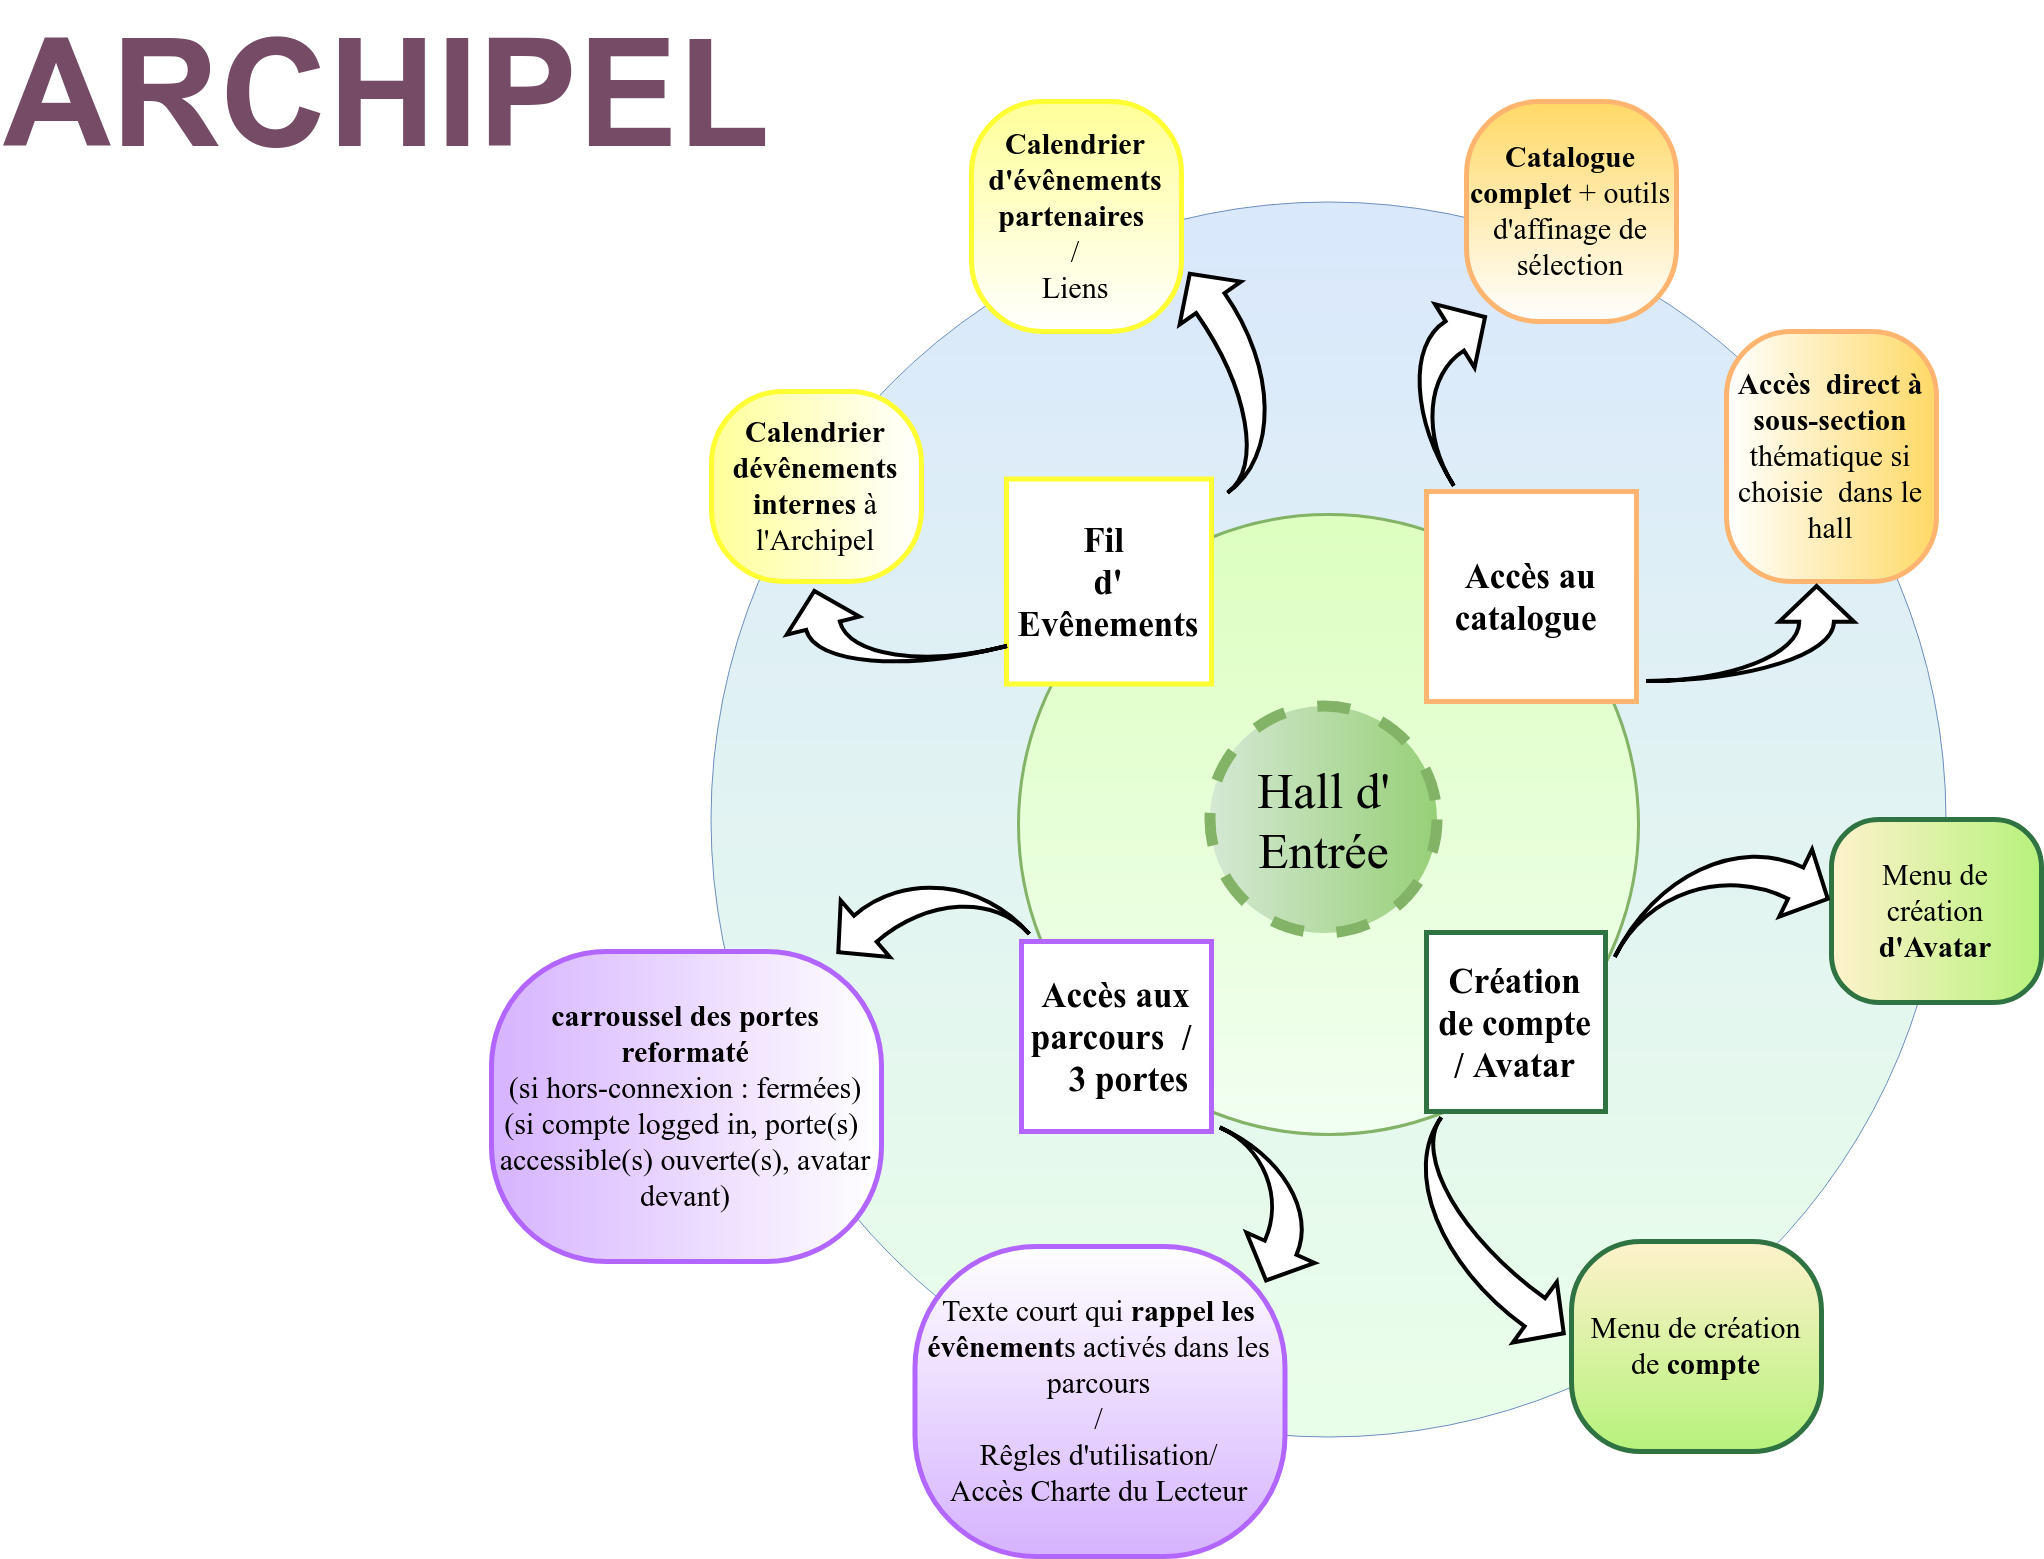 ARCHIPEL
Calendrier
d'évênements
partenaires
/
Liens
Catalogue
complet + outils
d'affinage de
sélection
Accès direct à
sous-section
thématique si
choisie dans le
hall
Calendrier
dévênements
internes à
l'Archipel
Fil
d'
Evênements
Accès au
catalogue
Hall d'
Entrée
Menu de
création
d'Avatar
Accès aux
parcours /
3 portes
Création
de compte
/ Avatar
carroussel des portes
reformaté
(si hors-connexion : fermées)
(si compte logged in, porte(s)
accessible(s) ouverte(s), avatar
devant)
Texte court qui rappel les
évênements activés dans les
parcours
/
Rêgles d'utilisation/
Accès Charte du Lecteur
Menu de création
de compte